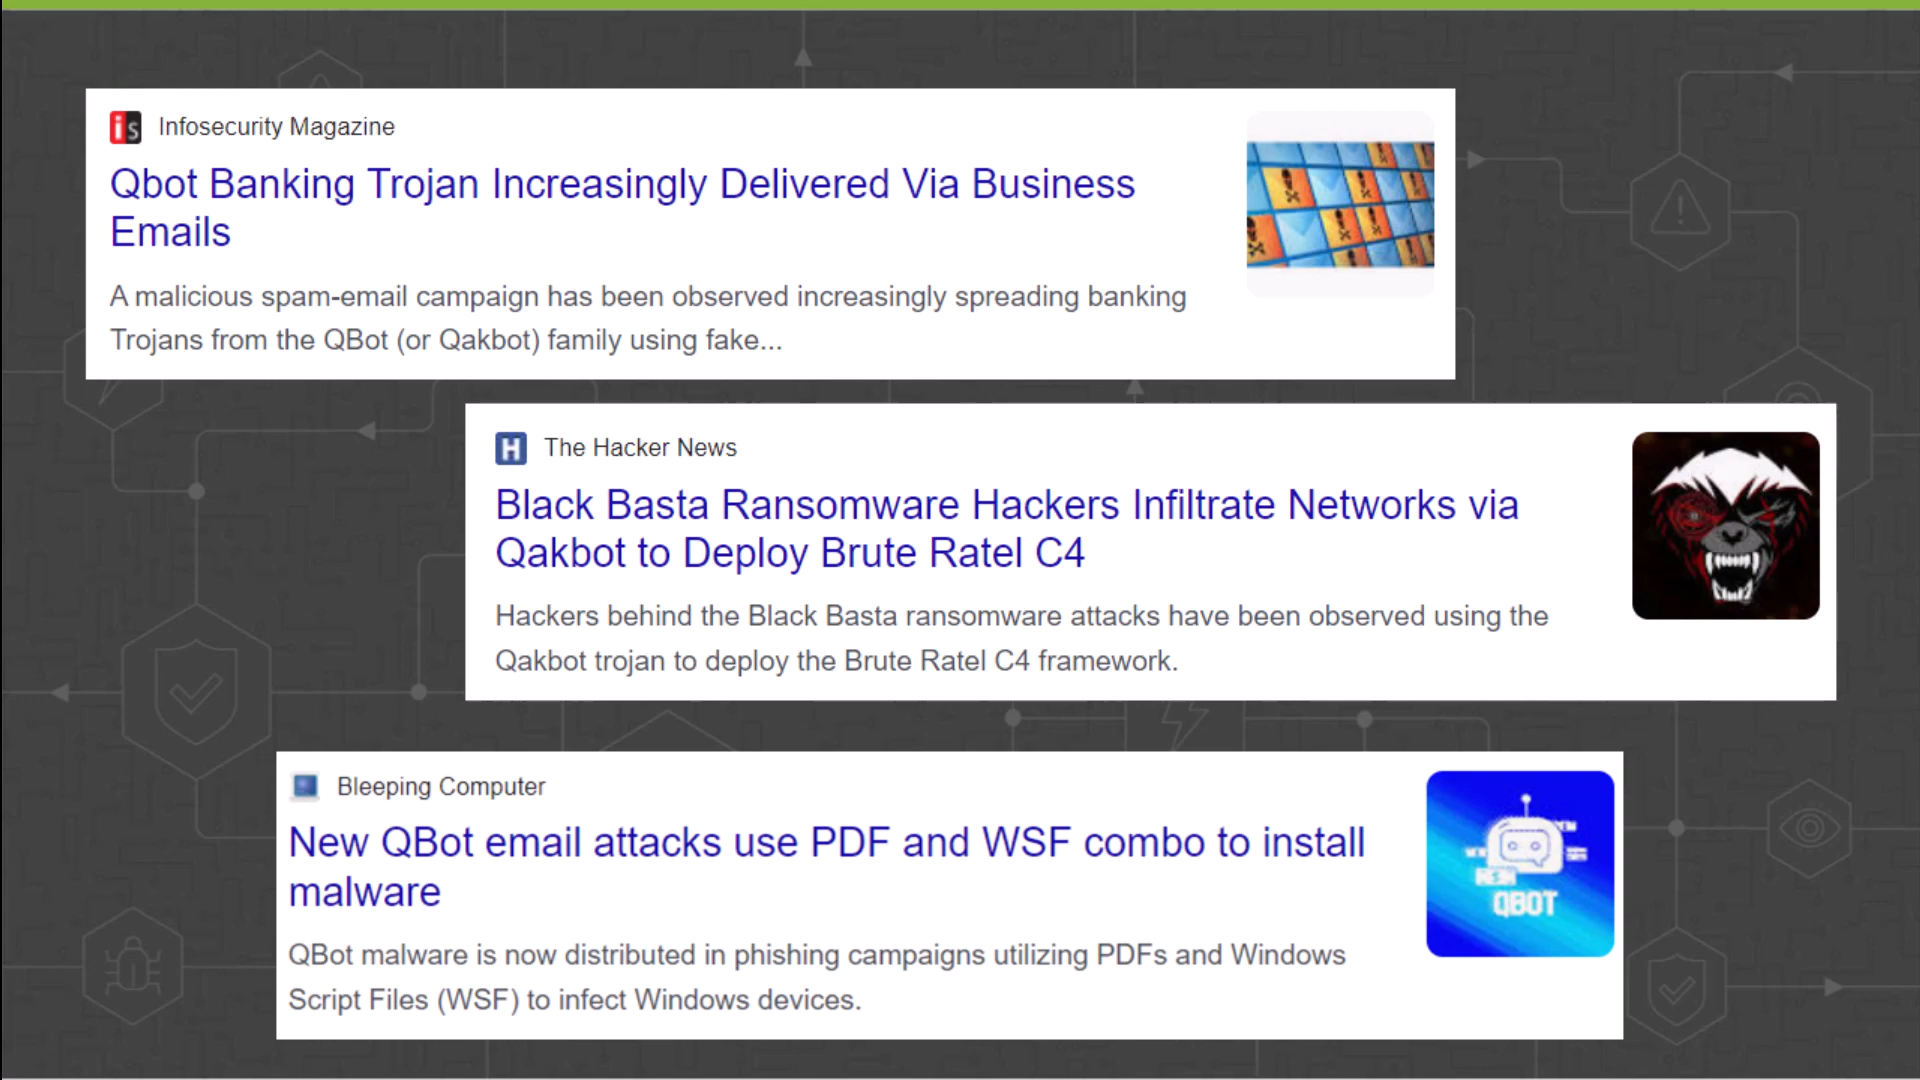 is Infosecurity Magazine
Qbot Banking Trojan Increasingly Delivered Via Business
Emails
A malicious spam-email campaign has been observed increasingly spreading banking
Trojans from the QBot (or Qakbot) family using fake...
H The Hacker News
Black Basta Ransomware Hackers Infiltrate Networks via
Qakbot to Deploy Brute Ratel C4
Hackers behind the Black Basta ransomware attacks have been observed using the
Qakbot trojan to deploy the Brute Ratel C4 framework.
Bleeping Computer
New QBot email attacks use PDF and WSF combo to install
malware
QBot malware is now distributed in phishing campaigns utilizing PDFs and Windows
Script Files (WSF) to infect Windows devices.
QBOT